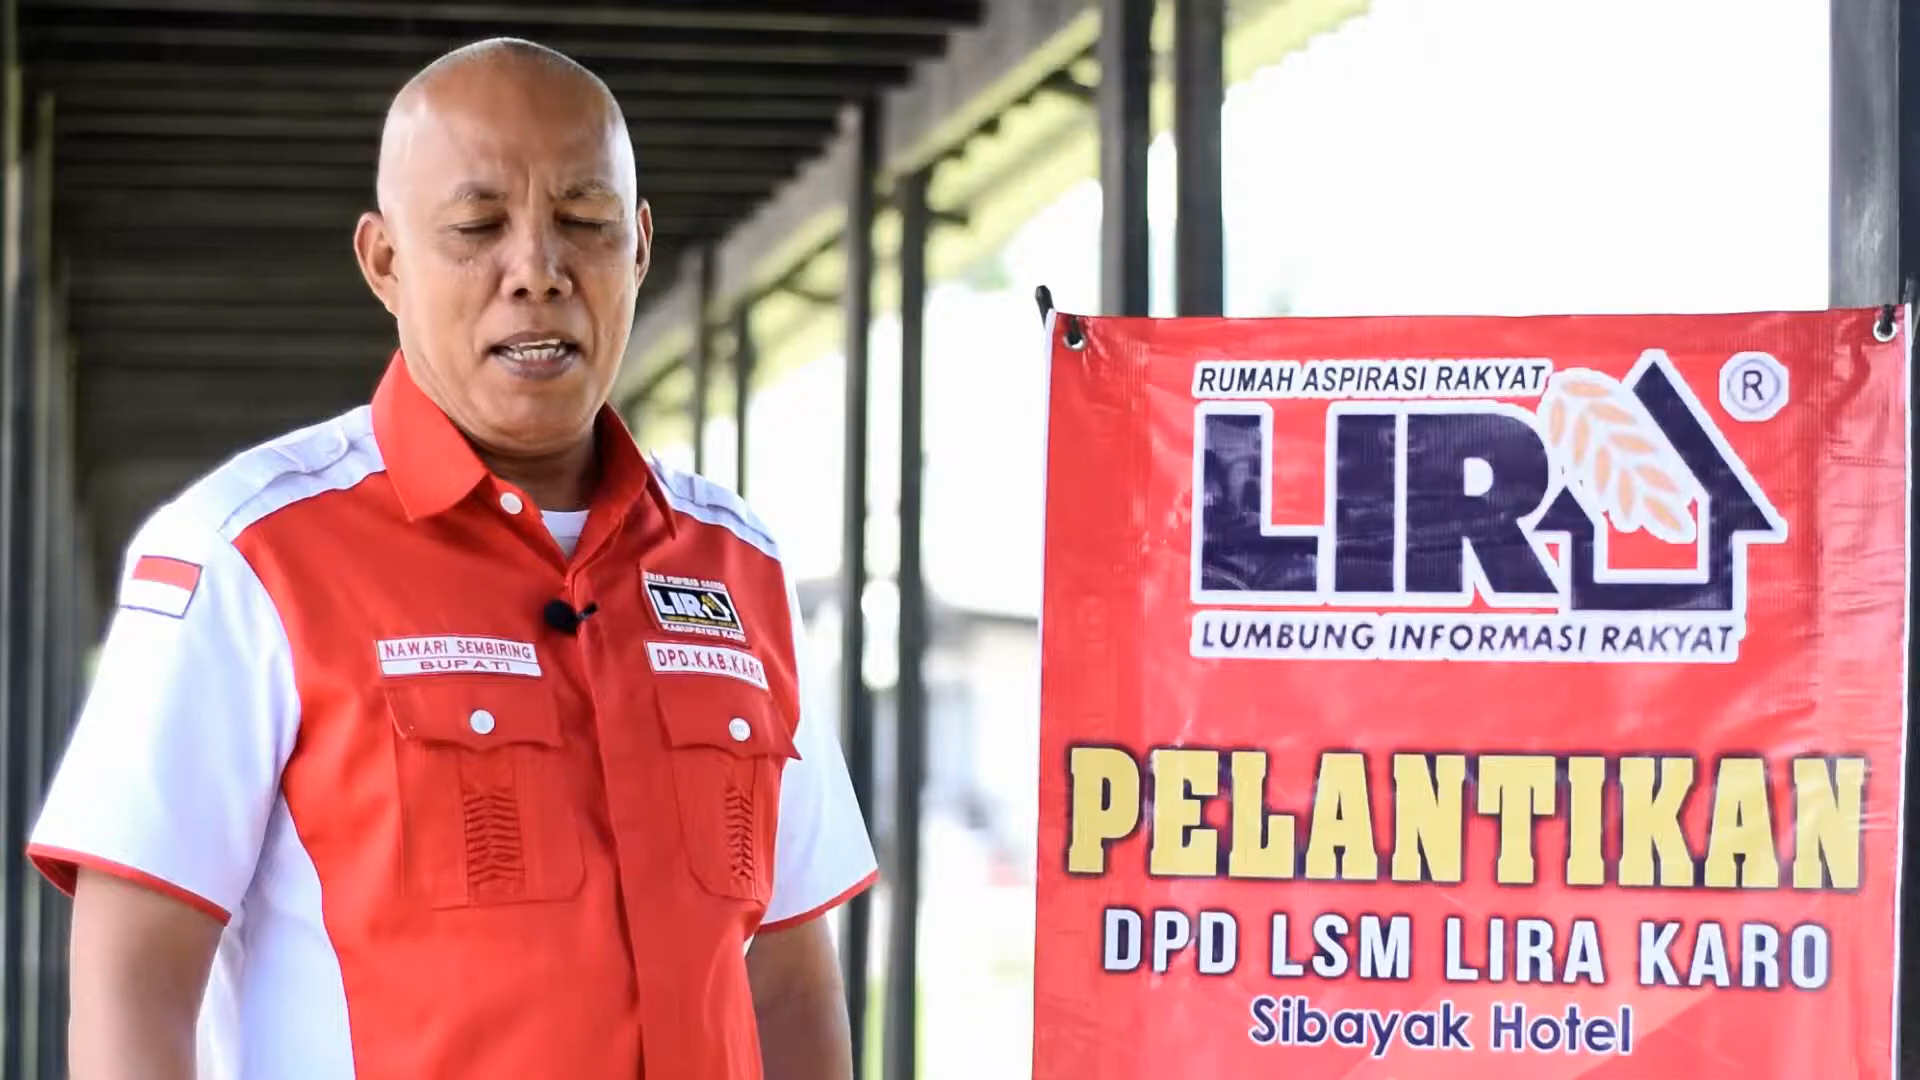 NAWARI SEMBIRING
BUPATI
LIRA
KABUPATEN KARO
DPD.KAB.KARO
RUMAH ASPIRASI RAKYAT
LIRA
®
LUMBUNG INFORMASI RAKYAT
PELANTIKAN
DPD LSM LIRA KARO
Sibayak Hotel